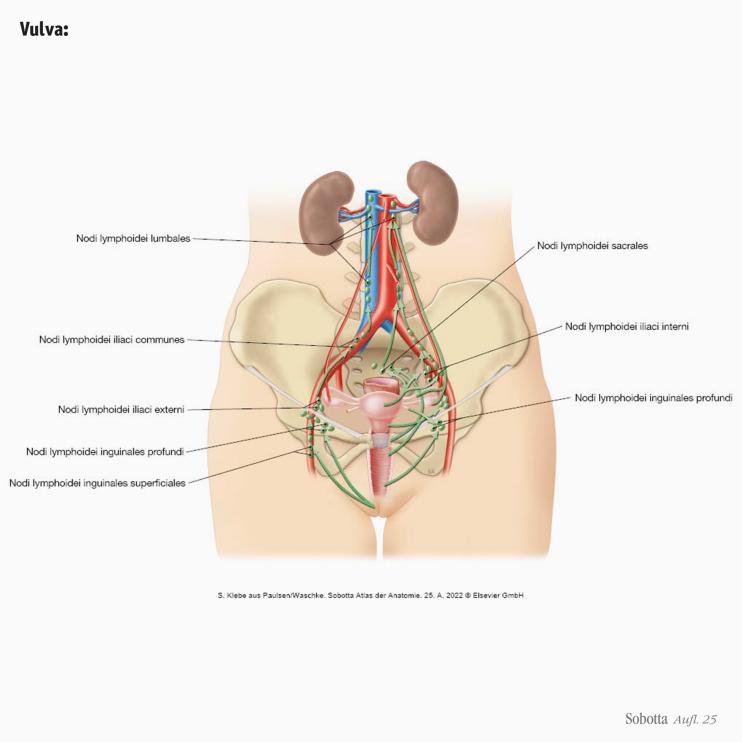 Vulva:
Nodi lymphoidei lumbales
Nodi lymphoidei sacrales
Nodi lymphoidei iliaci interni
Nodi lymphoidei iliaci communes
Nodi lymphoidei inguinales profundi
Nodi lymphoidei iliaci externi
Nodi lymphoidei inguinales profundi
Nodi lymphoidei inguinales superficiales
S. Klebe aus Paulsen/Waschke. Sobotta Atlas der Anatomie. 25. A. 2022 © Elsevier GmbH
Sobotta Aufl. 25